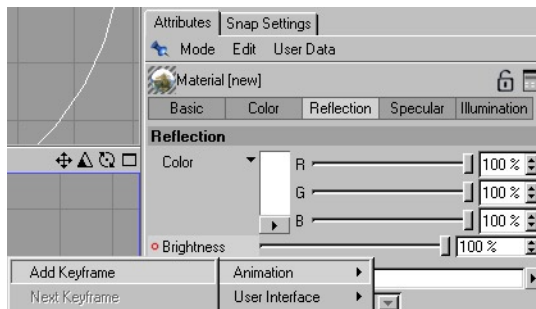 Attributes Snap Settings
Mode Edit User Data
Material [new]
Basic Color Reflection Specular Illumination
Reflection
Color R 100 %
G 100 %
B 100 %
Brightness 100 %
Add Keyframe Animation
Next Keyframe User Interface